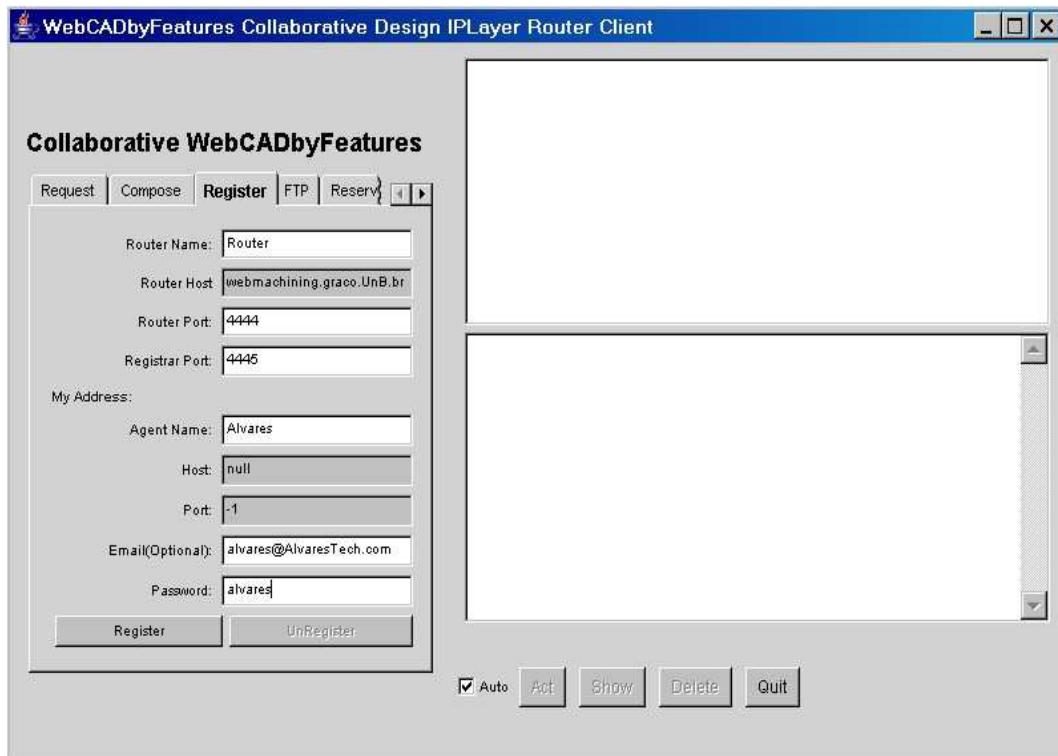 WebCADbyFeatures Collaborative Design IPLayer Router Client
Collaborative WebCADbyFeatures
Request Compose Register FTP Reserv
Router Name: Router
Router Host webmachining.graco.UnB.br
Router Port: 4444
Registrar Port: 4445
My Address:
Agent Name: Alvares
Host: null
Port: -1
Email(Optional): alvares@AlvaresTech.com
Password: alvares
Register UnRegister
Auto Act Show Delete Quit